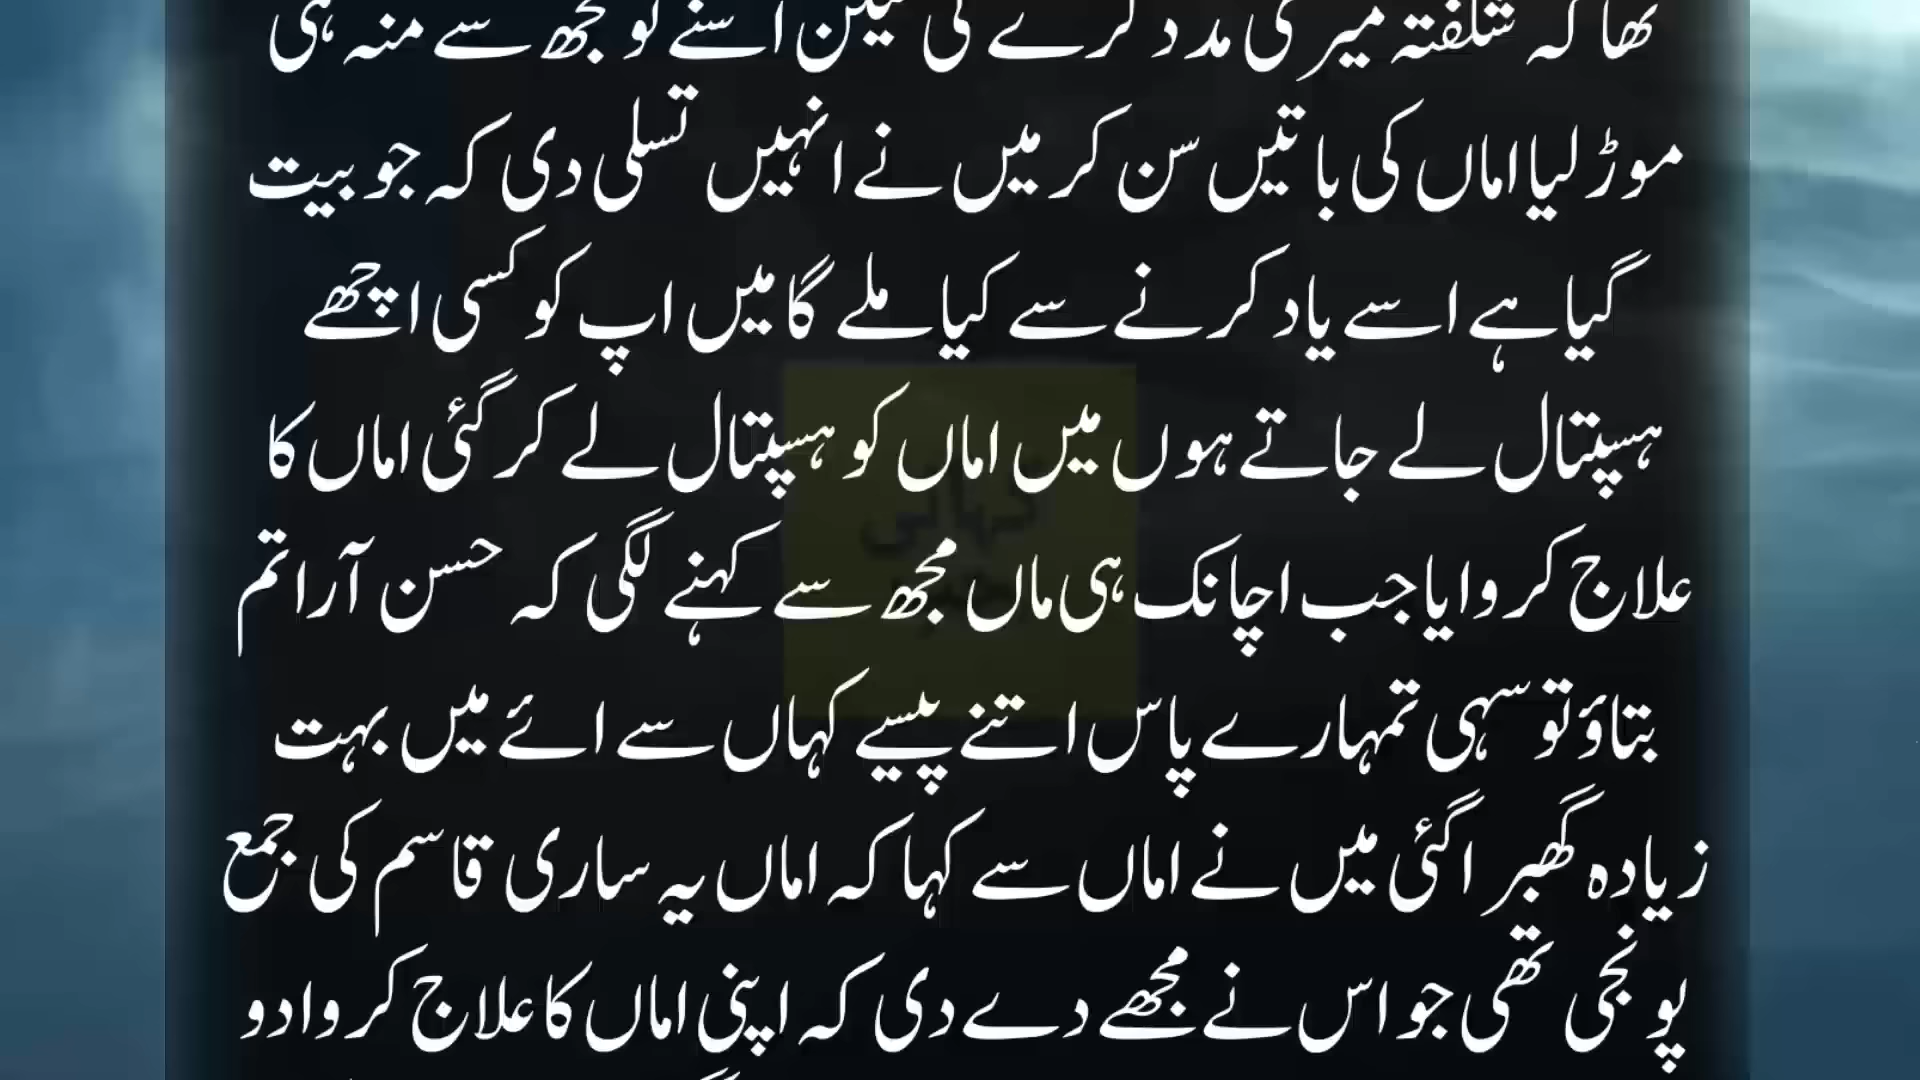 تھا کہ شگفتہ میری مدد کرے گی لیکن اسنے تو مجھ سے منہ ہی
موڑ لیا اماں کی باتیں سن کر میں نے انہیں تسلی دی کہ جو بیت
گیا ہے اسے یاد کرنے سے کیا ملے گا میں اپ کو کسی اچھے
ہسپتال لے جاتے ہوں میں اماں کو ہسپتال لے کر گئی اماں کا
علاج کروایا جب اچانک ہی ماں مجھ سے کہنے لگی کہ حسن آرا تم
بتاؤ تو سہی تمہارے پاس اتنے پیسے کہاں سے ائے میں بہت
زیادہ گھبرا گئی میں نے اماں سے کہا کہ اماں یہ ساری قاسم کی جمع
پونجی تھی جو اس نے مجھے دے دی کہ اپنی اماں کا علاج کروا دو